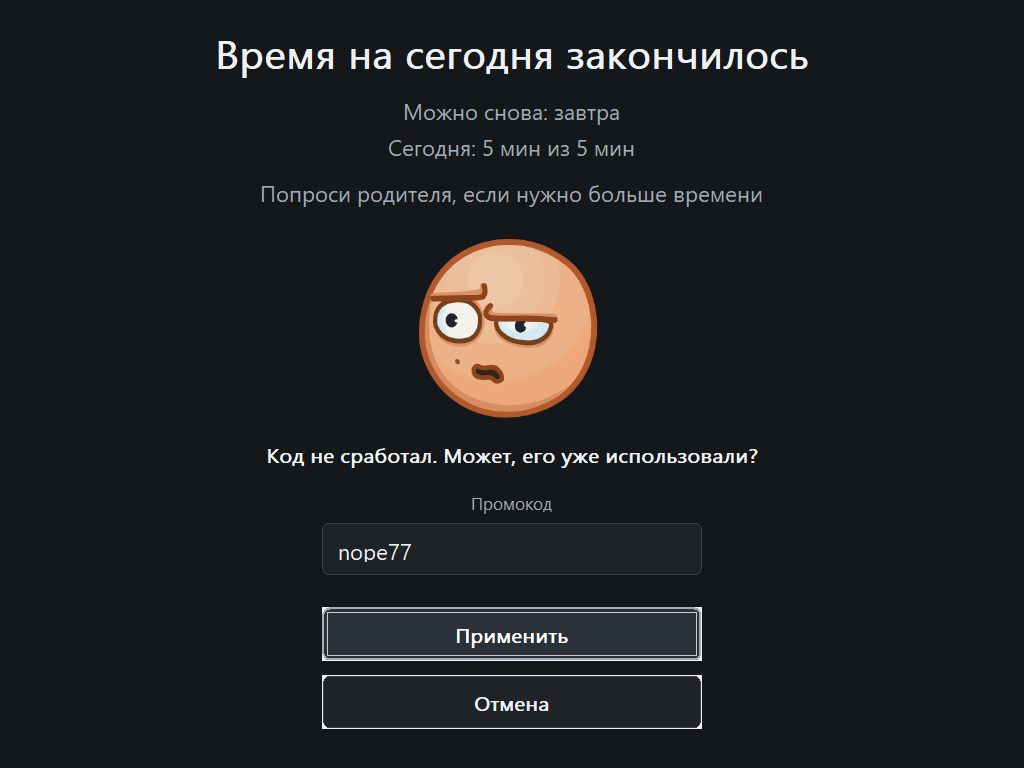 Время на сегодня закончилось
Можно снова: завтра
Сегодня: 5 мин из 5 мин
Попроси родителя, если нужно больше времени
Код не сработал. Может, его уже использовали?
Промокод
nope77
Применить
Отмена